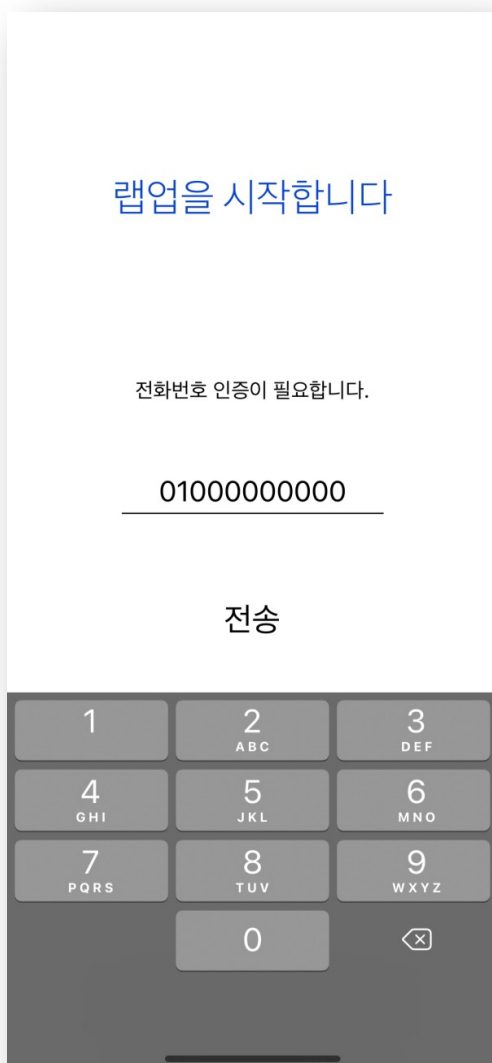 랩업을 시작합니다
전화번호 인증이 필요합니다.
01000000000
전송
1 2 3
ABC DEF
4 5 6
GHI JKL MNO
7 8 9
PQRS TUV WXYZ
0